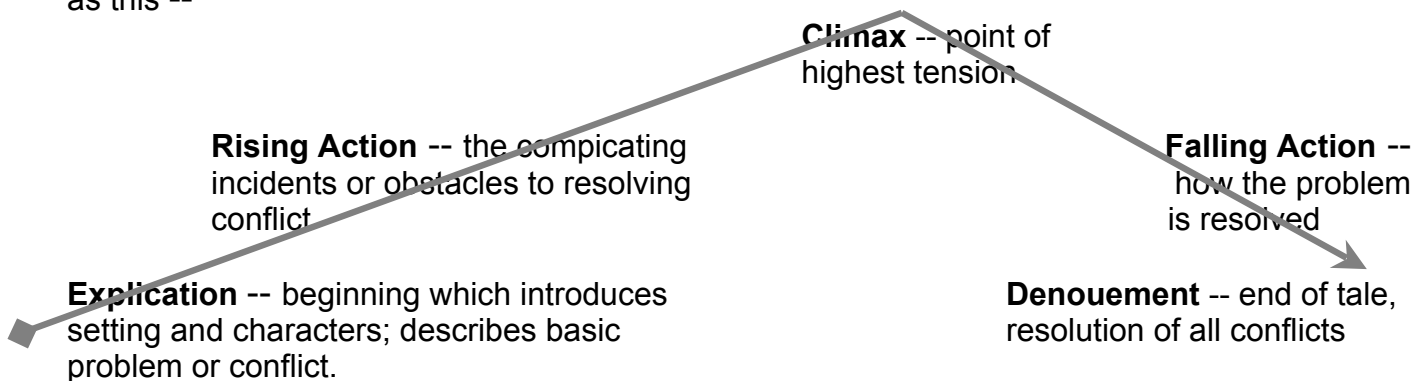 as this --
Climax -- point of
highest tension
Rising Action -- the compicating
incidents or obstacles to resolving
conflict
Falling Action --
how the problem
is resolved
Explication -- beginning which introduces
setting and characters; describes basic
problem or conflict.
Denouement -- end of tale,
resolution of all conflicts